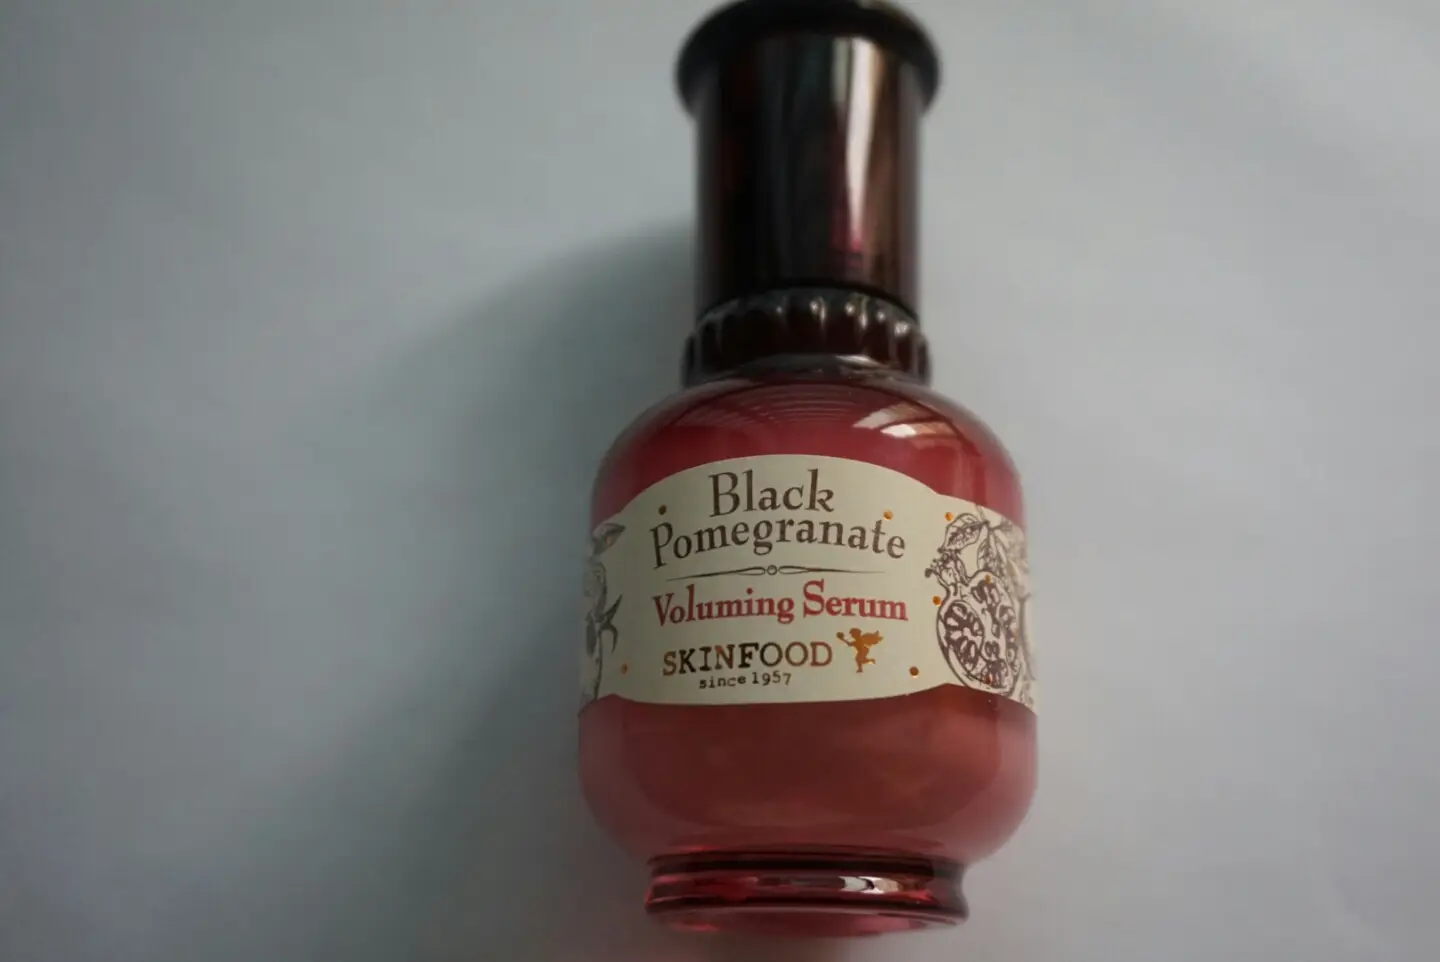 Black
Pomegranate
Voluming Serum
SKINFOOD
since 1957